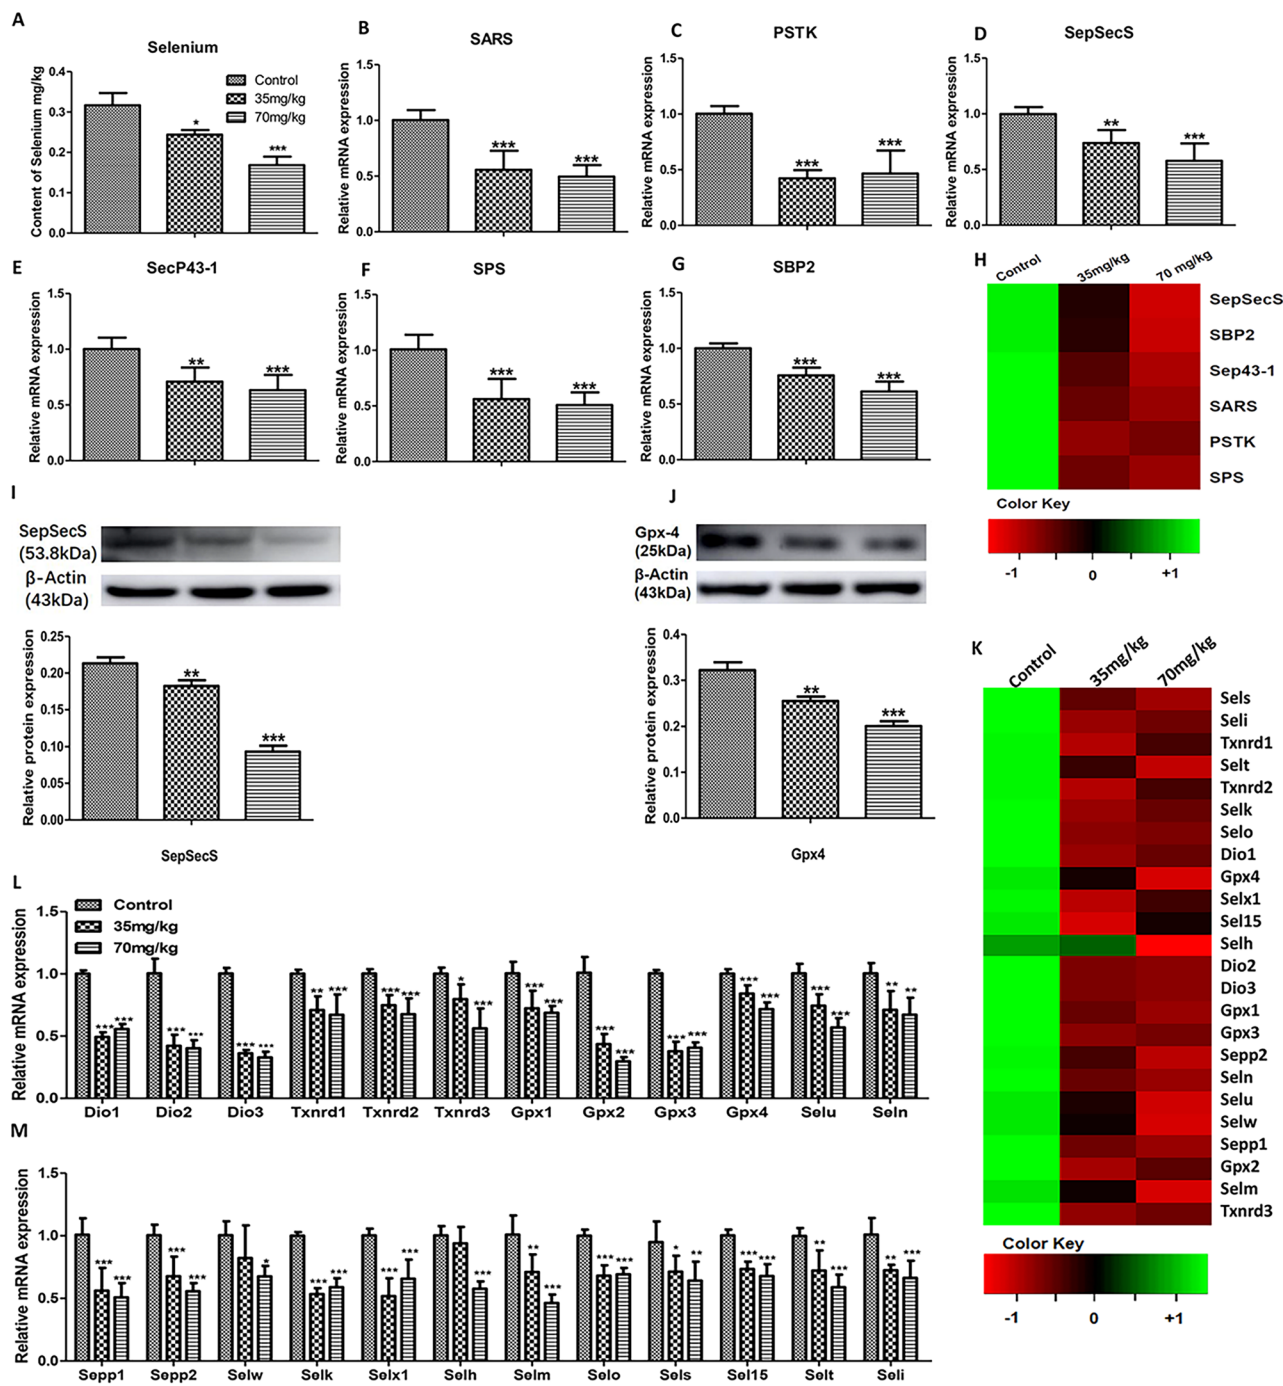 A
Selenium
Content of Selenium mg/kg
0.4
0.3
0.2
0.1
0.0
Control
35mg/kg
70mg/kg
*
***
B
SARS
Relative mRNA expression
1.5
1.0
0.5
0.0
***
***
C
PSTK
Relative mRNA expression
1.5
1.0
0.5
0.0
***
***
D
SepSecS
Relative mRNA expression
1.5
1.0
0.5
0.0
**
***
E
SecP43-1
Relative mRNA expression
1.5
1.0
0.5
0.0
**
***
F
SPS
Relative mRNA expression
1.5
1.0
0.5
0.0
***
***
G
SBP2
Relative mRNA expression
1.5
1.0
0.5
0.0
***
***
H
Control 35mg/kg 70 mg/kg
SepSecS
SBP2
Sep43-1
SARS
PSTK
SPS
Color Key
-1 0 +1
I
SepSecS
(53.8kDa)
β-Actin
(43kDa)
Relative protein expression
0.25
0.20
0.15
0.10
0.05
0.00
**
***
SepSecS
J
Gpx-4
(25kDa)
β-Actin
(43kDa)
Relative protein expression
0.4
0.3
0.2
0.1
0.0
**
***
Gpx4
K
Control 35mg/kg 70mg/kg
Sels
Seli
Txnrd1
Selt
Txnrd2
Selk
Selo
Dio1
Gpx4
Selx1
Sel15
Selh
Dio2
Dio3
Gpx1
Gpx3
Sepp2
Seln
Selu
Selw
Sepp1
Gpx2
Selm
Txnrd3
Color Key
-1 0 +1
L
Control
35mg/kg
70mg/kg
Relative mRNA expression
1.5
1.0
0.5
0.0
*** *** *** *** *** *** ** *** *** *** * *** *** *** *** *** *** *** *** *** *** *** ** **
Dio1 Dio2 Dio3 Txnrd1 Txnrd2 Txnrd3 Gpx1 Gpx2 Gpx3 Gpx4 Selu Seln
M
Relative mRNA expression
1.5
1.0
0.5
0.0
*** *** *** *** * *** *** *** *** *** ** *** *** *** * ** *** *** ** *** ** ***
Sepp1 Sepp2 Selw Selk Selx1 Selh Selm Selo Sels Sel15 Selt Seli